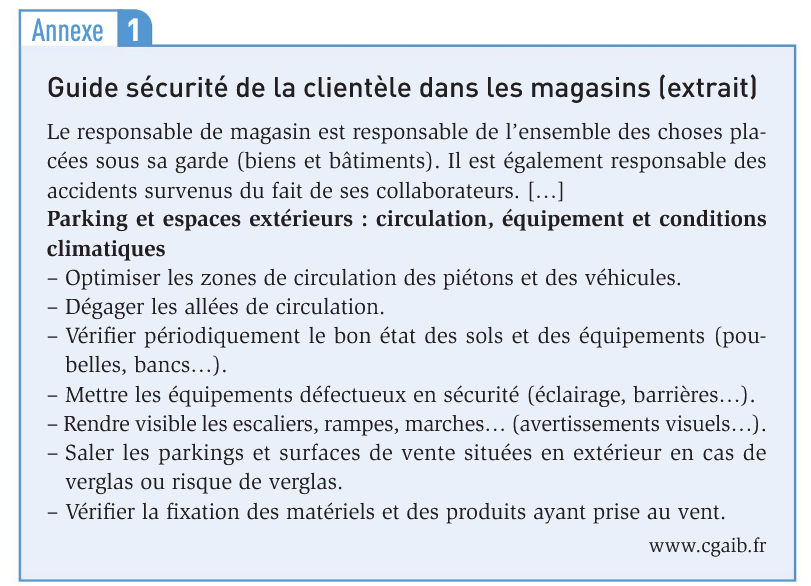 Annexe 1
Guide sécurité de la clientèle dans les magasins (extrait)
Le responsable de magasin est responsable de l'ensemble des choses pla-
cées sous sa garde (biens et bâtiments). Il est également responsable des
accidents survenus du fait de ses collaborateurs. […]
Parking et espaces extérieurs : circulation, équipement et conditions
climatiques
– Optimiser les zones de circulation des piétons et des véhicules.
– Dégager les allées de circulation.
– Vérifier périodiquement le bon état des sols et des équipements (pou-
belles, bancs…).
– Mettre les équipements défectueux en sécurité (éclairage, barrières…).
– Rendre visible les escaliers, rampes, marches… (avertissements visuels…).
– Saler les parkings et surfaces de vente situées en extérieur en cas de
verglas ou risque de verglas.
– Vérifier la fixation des matériels et des produits ayant prise au vent.
www.cgaib.fr